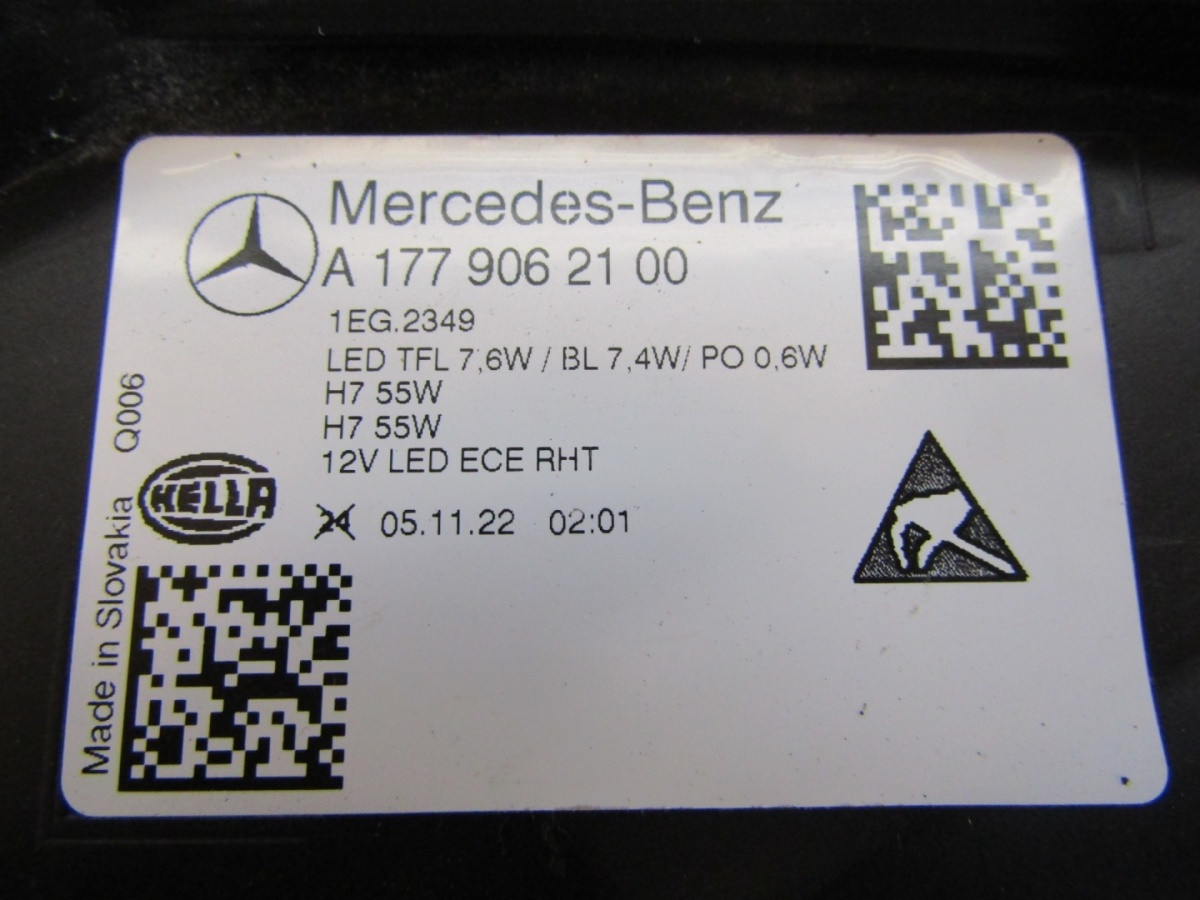 Mercedes-Benz
A 177 906 21 00
1EG.2349
LED TFL 7,6W / BL 7,4W/ PO 0,6W
H7 55W
H7 55W
12V LED ECE RHT
24 05.11.22 02:01
HELLA
Made in Slovakia Q006